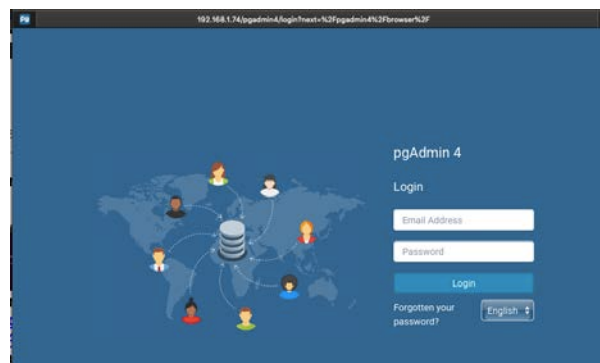 Pg
192.168.1.74/pgadmin4/login?next=%2Fpgadmin4%2Fbrowser%2F
pgAdmin 4
Login
Email Address
Password
Login
Forgotten your
password?
English